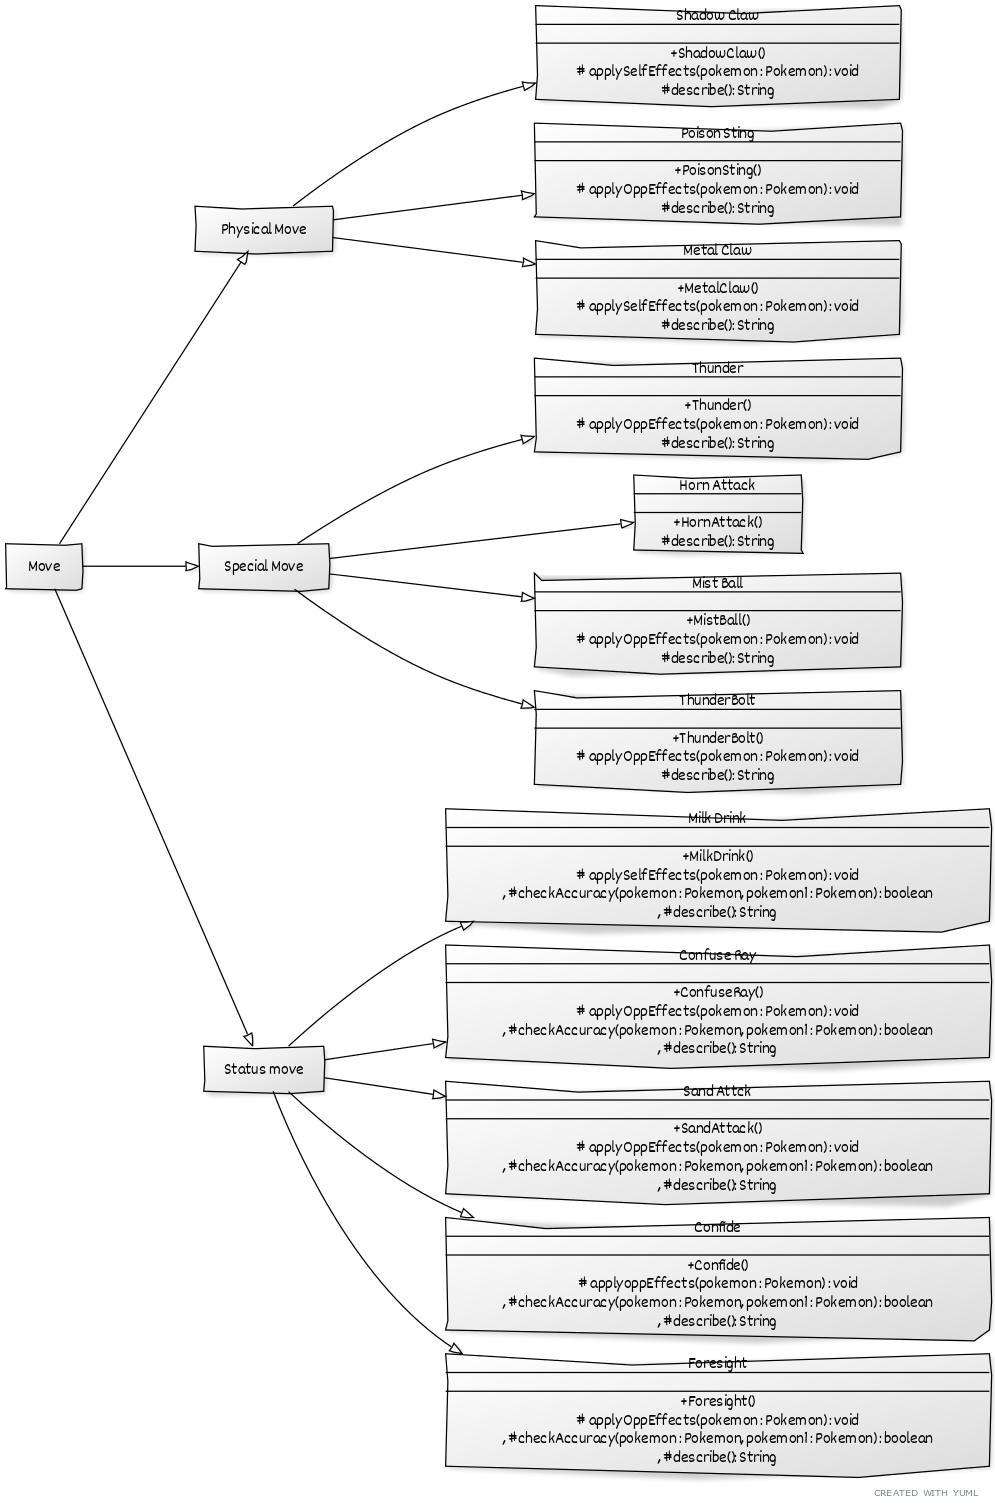 Shadow Claw
+ShadowClaw()
# applySelfEffects(pokemon : Pokemon) : void
#describe(): String
Poison Sting
+PoisonSting()
# applyOppEffects(pokemon : Pokemon) : void
#describe(): String
Physical Move
Metal Claw
+MetalClaw()
# applySelfEffects(pokemon : Pokemon) : void
#describe(): String
Thunder
+Thunder()
# applyOppEffects(pokemon : Pokemon) : void
#describe(): String
Horn Attack
+HornAttack()
#describe(): String
Move
Special Move
Mist Ball
+MistBall()
# applyOppEffects(pokemon : Pokemon) : void
#describe(): String
ThunderBolt
+ThunderBolt()
# applyOppEffects(pokemon : Pokemon) : void
#describe(): String
Milk Drink
+MilkDrink()
# applySelfEffects(pokemon : Pokemon) : void
, #checkAccuracy(pokemon : Pokemon, pokemon1 : Pokemon) : boolean
, #describe(): String
Confuse Ray
+ConfuseRay()
# applyOppEffects(pokemon : Pokemon) : void
, #checkAccuracy(pokemon : Pokemon, pokemon1 : Pokemon) : boolean
, #describe(): String
Status move
Sand Attck
+SandAttack()
# applyOppEffects(pokemon : Pokemon) : void
, #checkAccuracy(pokemon : Pokemon, pokemon1 : Pokemon) : boolean
, #describe(): String
Confide
+Confide()
# applyoppEffects(pokemon : Pokemon) : void
, #checkAccuracy(pokemon : Pokemon, pokemon1 : Pokemon) : boolean
, #describe(): String
Foresight
+Foresight()
# applyOppEffects(pokemon : Pokemon) : void
, #checkAccuracy(pokemon : Pokemon, pokemon1 : Pokemon) : boolean
, #describe(): String
CREATED WITH YUML